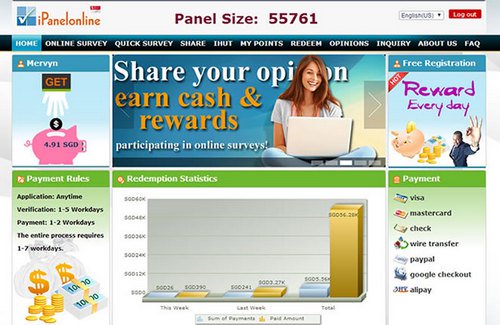 iPanelonline
Panel Size: 55761
English(US)
Log out
HOME ONLINE SURVEY QUICK SURVEY SHARE IHUT MY POINTS REDEEM OPINIONS INQUIRY ABOUT US FAQ
Mervyn
GET
$
4.91 SGD
Share your opinion
earn cash &
rewards
participating in online surveys!
Free Registration
HOT
Reward
Every day
Payment Rules
Application: Anytime
Verification: 1-5 Workdays
Payment: 1-2 Workdays
The entire process requires
1-7 workdays.
Redemption Statistics
SGD60K
SGD48K
SGD36K
SGD24K
SGD12K
SGD0
SGD26 SGD390 SGD241 SGD3.27K SGD5.56K SGD56.28K
This Week Last Week Total
Sum of Payments Paid Amount
Payment
visa
mastercard
check
wire transfer
paypal
google checkout
alipay